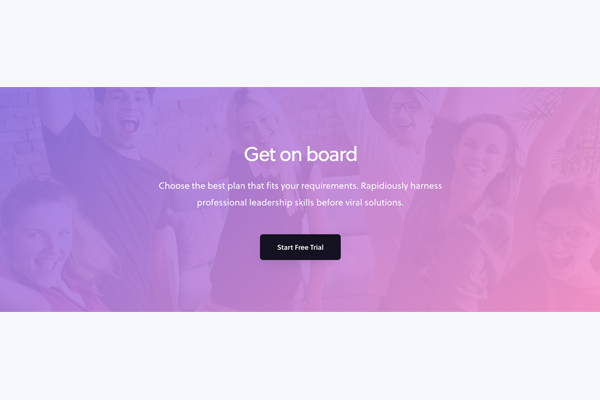 Get on board
Choose the best plan that fits your requirements. Rapidiously harness
professional leadership skills before viral solutions.
Start Free Trial